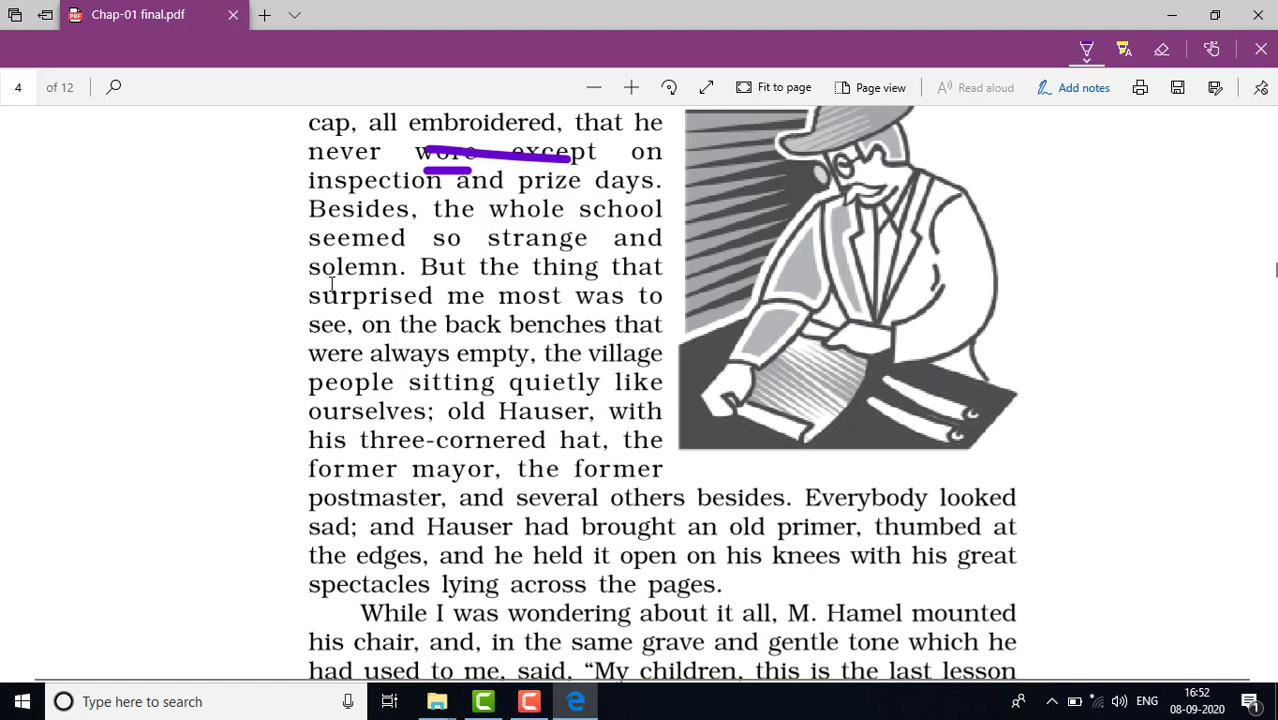 Chap-01 final.pdf
4 of 12
Fit to page
Page view
Read aloud
Add notes
cap, all embroidered, that he
never wore except on
inspection and prize days.
Besides, the whole school
seemed so strange and
solemn. But the thing that
surprised me most was to
see, on the back benches that
were always empty, the village
people sitting quietly like
ourselves; old Hauser, with
his three-cornered hat, the
former mayor, the former
postmaster, and several others besides. Everybody looked
sad; and Hauser had brought an old primer, thumbed at
the edges, and he held it open on his knees with his great
spectacles lying across the pages.
While I was wondering about it all, M. Hamel mounted
his chair, and, in the same grave and gentle tone which he
had used to me, said, “My children, this is the last lesson
Type here to search
ENG
16:52
08-09-2020